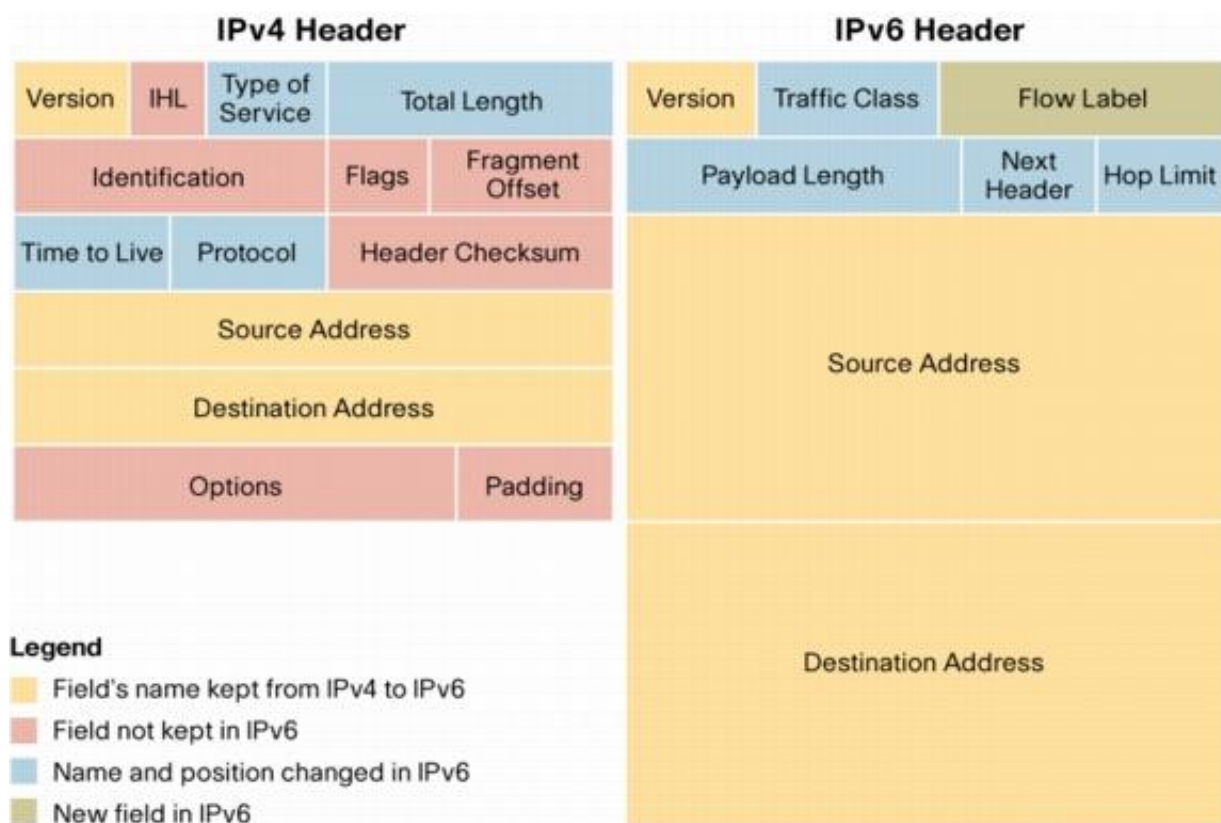 IPv4 Header
Version IHL Type of Service Total Length
Identification Flags Fragment Offset
Time to Live Protocol Header Checksum
Source Address
Destination Address
Options Padding
Legend
Field's name kept from IPv4 to IPv6
Field not kept in IPv6
Name and position changed in IPv6
New field in IPv6
IPv6 Header
Version Traffic Class Flow Label
Payload Length Next Header Hop Limit
Source Address
Destination Address